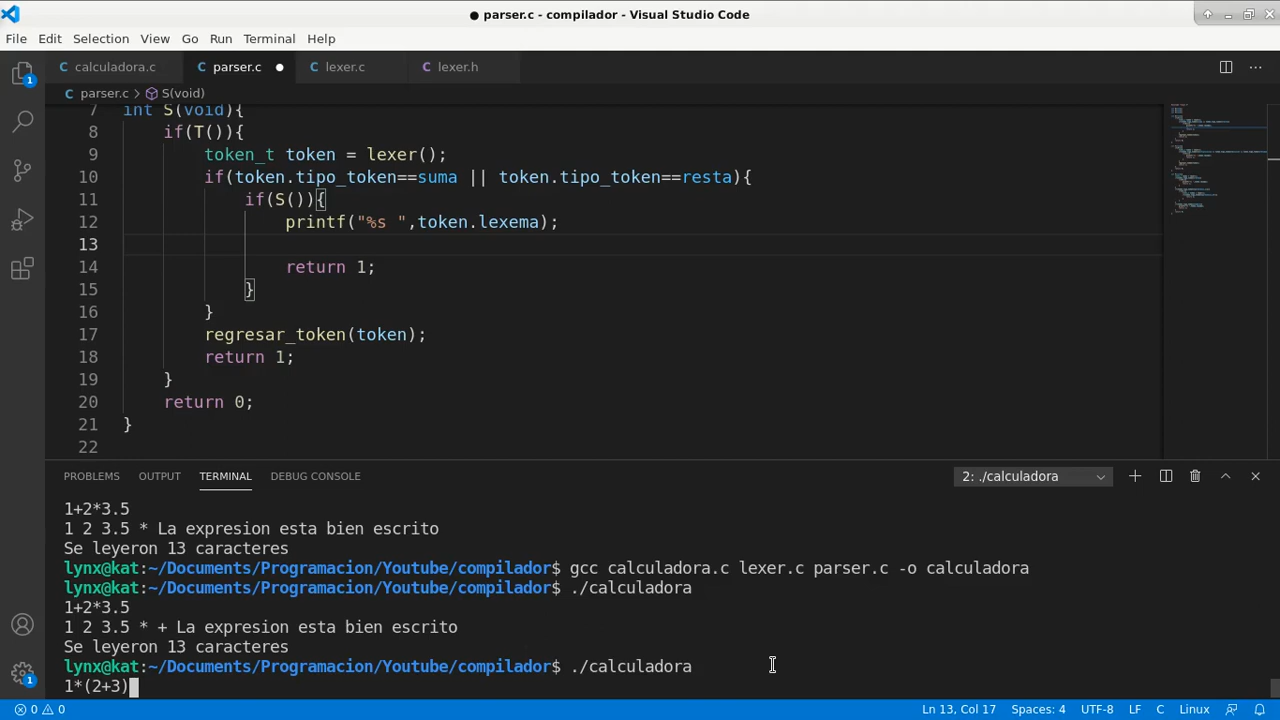 ● parser.c - compilador - Visual Studio Code
File Edit Selection View Go Run Terminal Help
C calculadora.c C parser.c ● C lexer.c C lexer.h
C parser.c > S(void)
7 int S(void){
8 if(T()){
9 token_t token = lexer();
10 if(token.tipo_token==suma || token.tipo_token==resta){
11 if(S()){
12 printf("%s ",token.lexema);
13
14 return 1;
15 }
16 }
17 regresar_token(token);
18 return 1;
19 }
20 return 0;
21 }
22
PROBLEMS OUTPUT TERMINAL DEBUG CONSOLE 2: ./calculadora
1+2*3.5
1 2 3.5 * La expresion esta bien escrito
Se leyeron 13 caracteres
lynx@kat:~/Documents/Programacion/Youtube/compilador$ gcc calculadora.c lexer.c parser.c -o calculadora
lynx@kat:~/Documents/Programacion/Youtube/compilador$ ./calculadora
1+2*3.5
1 2 3.5 * + La expresion esta bien escrito
Se leyeron 13 caracteres
lynx@kat:~/Documents/Programacion/Youtube/compilador$ ./calculadora
1*(2+3)
0 0 Ln 13, Col 17 Spaces: 4 UTF-8 LF C Linux